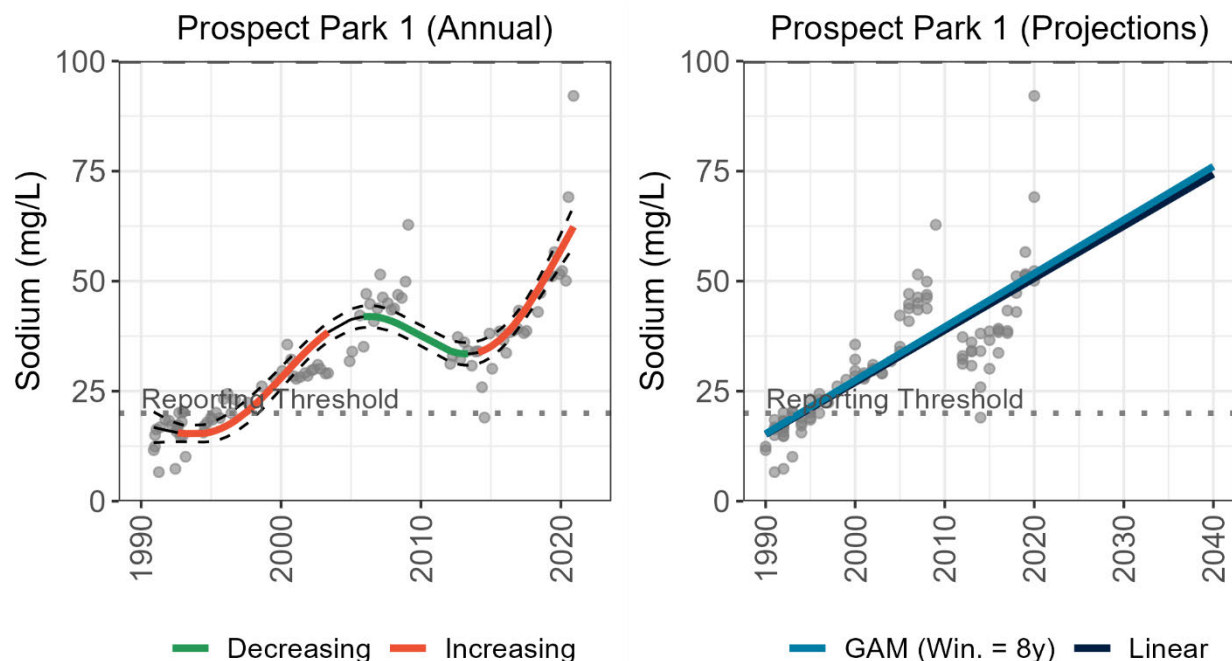 Prospect Park 1 (Annual)
Sodium (mg/L)
100
75
50
25
0
Reporting Threshold
1990
2000
2010
2020
Decreasing
Increasing
Prospect Park 1 (Projections)
Sodium (mg/L)
100
75
50
25
0
Reporting Threshold
1990
2000
2010
2020
2030
2040
GAM (Win. = 8y)
Linear